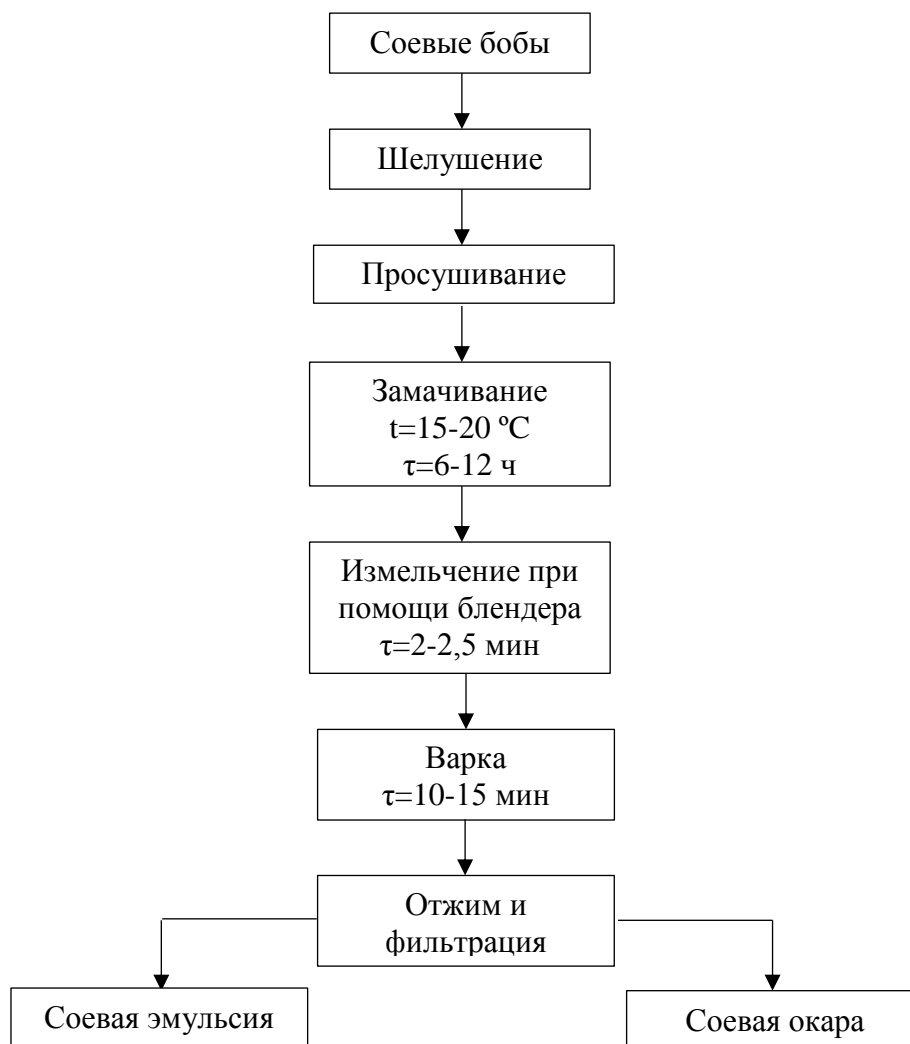 Соевые бобы
Шелушение
Просушивание
Замачивание
t=15-20 ºС
τ=6-12 ч
Измельчение при
помощи блендера
τ=2-2,5 мин
Варка
τ=10-15 мин
Отжим и
фильтрация
Соевая эмульсия
Соевая окара